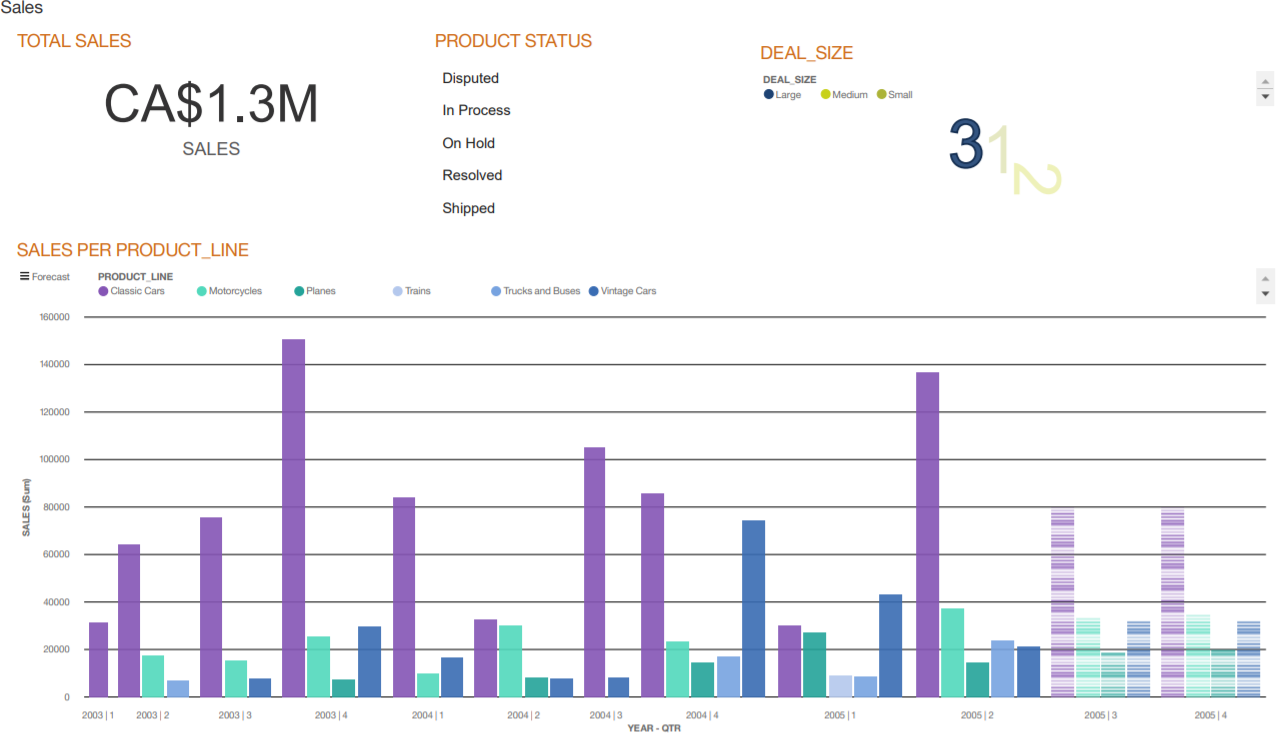 Sales
TOTAL SALES
CA$1.3M
SALES
PRODUCT STATUS
Disputed
In Process
On Hold
Resolved
Shipped
DEAL_SIZE
DEAL_SIZE
Large Medium Small
3 1 2
SALES PER PRODUCT_LINE
Forecast
PRODUCT_LINE
Classic Cars Motorcycles Planes Trains Trucks and Buses Vintage Cars
SALES (Sum)
160000
140000
120000
100000
80000
60000
40000
20000
0
2003 | 1 2003 | 2 2003 | 3 2003 | 4 2004 | 1 2004 | 2 2004 | 3 2004 | 4 2005 | 1 2005 | 2 2005 | 3 2005 | 4
YEAR - QTR